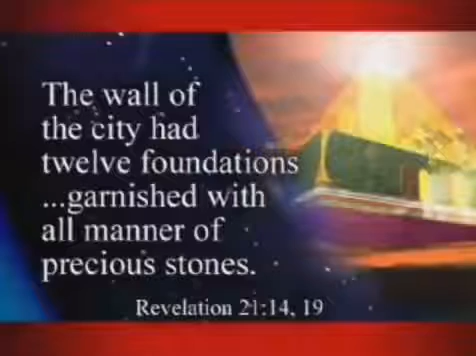 The wall of
the city had
twelve foundations
...garnished with
all manner of
precious stones.
Revelation 21:14, 19